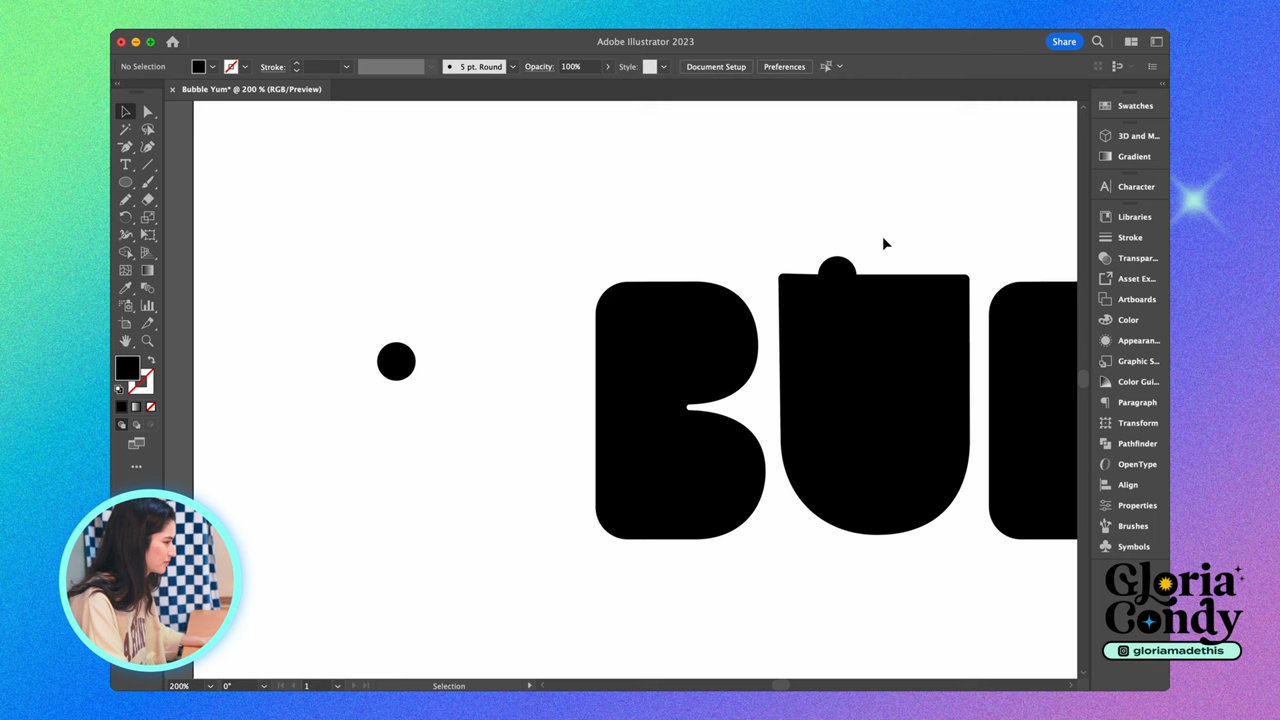 Adobe Illustrator 2023
Share
No Selection
Stroke:
5 pt. Round
Opacity: 100%
Style:
Document Setup
Preferences
Bubble Yum* @ 200 % (RGB/Preview)
Swatches
3D and M...
Gradient
Character
Libraries
Stroke
Transpar...
Asset Ex...
Artboards
Color
Appearan...
Graphic S...
Color Gui...
Paragraph
Transform
Pathfinder
OpenType
Align
Properties
Brushes
Symbols
BU
200%
0°
1
Selection
Gloria
Condy
gloriamadethis